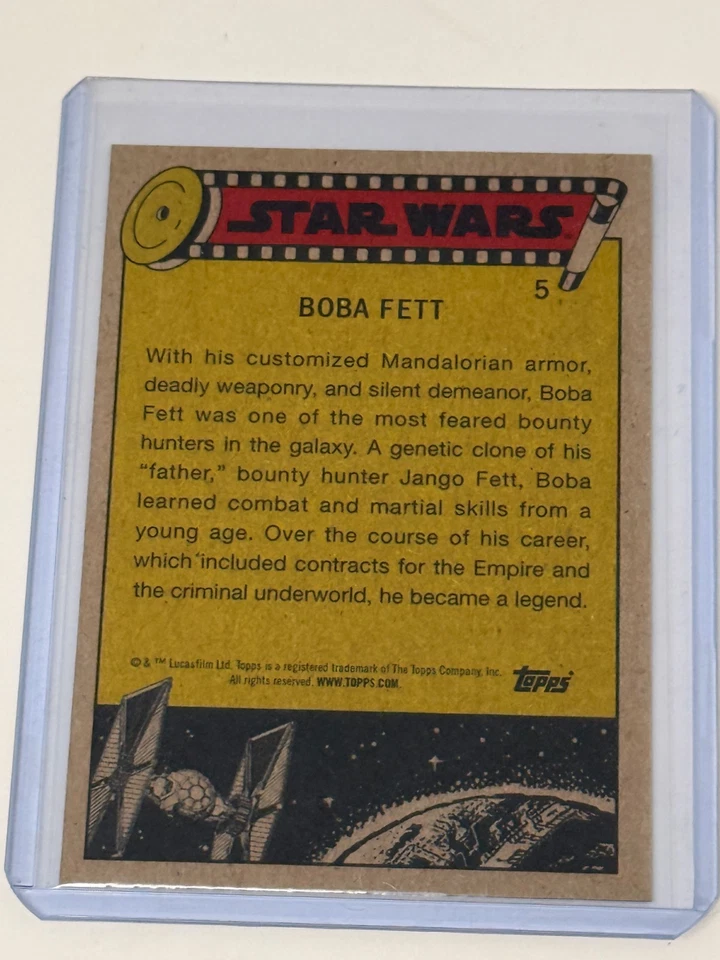 STAR WARS
5
BOBA FETT
With his customized Mandalorian armor,
deadly weaponry, and silent demeanor, Boba
Fett was one of the most feared bounty
hunters in the galaxy. A genetic clone of his
“father,” bounty hunter Jango Fett, Boba
learned combat and martial skills from a
young age. Over the course of his career,
which included contracts for the Empire and
the criminal underworld, he became a legend.
© & ™ Lucasfilm Ltd. Topps is a registered trademark of The Topps Company, Inc.
All rights reserved. WWW.TOPPS.COM.
topps